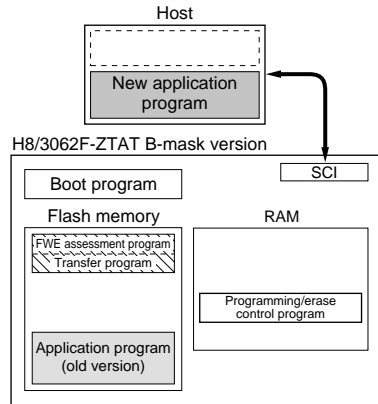 Host
New application
program
H8/3062F-ZTAT B-mask version
SCI
Boot program
Flash memory
RAM
FWE assessment program
Transfer program
Programming/erase
control program
Application program
(old version)